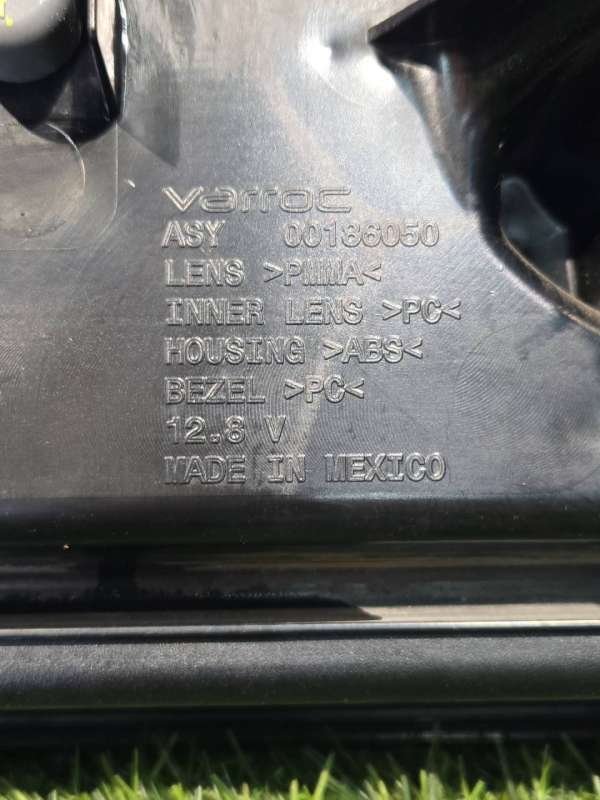 varroc
ASY 00186050
LENS >PMMA<
INNER LENS >PC<
HOUSING >ABS<
BEZEL >PC<
12.8 V
MADE IN MEXICO